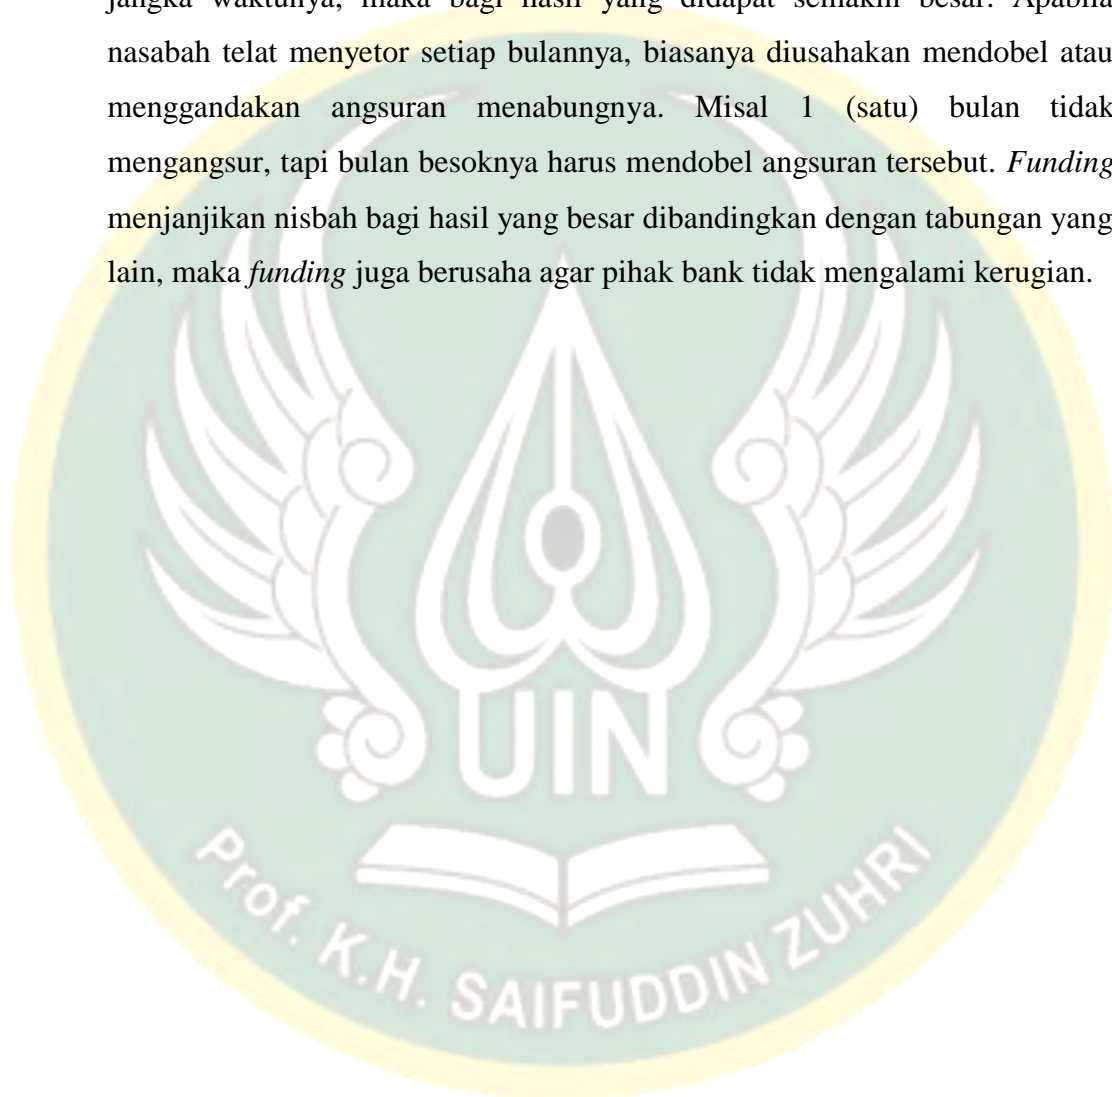 jangka waktunya, maka bagi hasil yang didapat semakin besar. Apabila
nasabah telat menyetor setiap bulannya, biasanya diusahakan mendobel atau
menggandakan angsuran menabungnya. Misal 1 (satu) bulan tidak
mengangsur, tapi bulan besoknya harus mendobel angsuran tersebut. Funding
menjanjikan nisbah bagi hasil yang besar dibandingkan dengan tabungan yang
lain, maka funding juga berusaha agar pihak bank tidak mengalami kerugian.
UIN
Prof. K.H. SAIFUDDIN ZUHRI